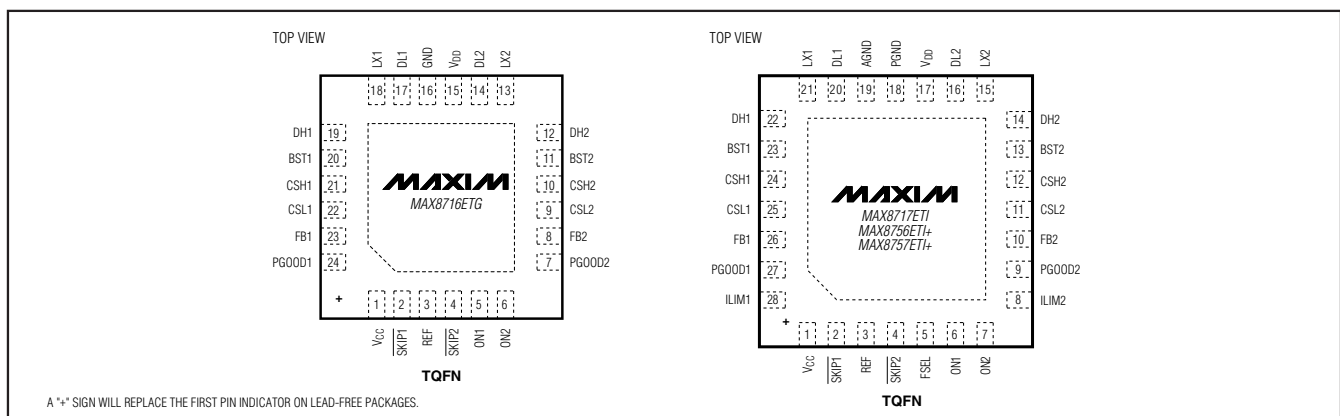 TOP VIEW
LX1 DL1 GND VDD DL2 LX2
18 17 16 15 14 13
DH1 19 12 DH2
BST1 20 11 BST2
CSH1 21 10 CSH2
CSL1 22 9 CSL2
FB1 23 8 FB2
PGOOD1 24 7 PGOOD2
MAXIM
MAX8716ETG
+
1 2 3 4 5 6
VCC SKIP1 REF SKIP2 ON1 ON2
TQFN
TOP VIEW
LX1 DL1 AGND PGND VDD DL2 LX2
21 20 19 18 17 16 15
DH1 22 14 DH2
BST1 23 13 BST2
CSH1 24 12 CSH2
CSL1 25 11 CSL2
FB1 26 10 FB2
PGOOD1 27 9 PGOOD2
ILIM1 28 8 ILIM2
MAXIM
MAX8717ETI
MAX8756ETI+
MAX8757ETI+
+
1 2 3 4 5 6 7
VCC SKIP1 REF SKIP2 FSEL ON1 ON2
TQFN
A "+" SIGN WILL REPLACE THE FIRST PIN INDICATOR ON LEAD-FREE PACKAGES.